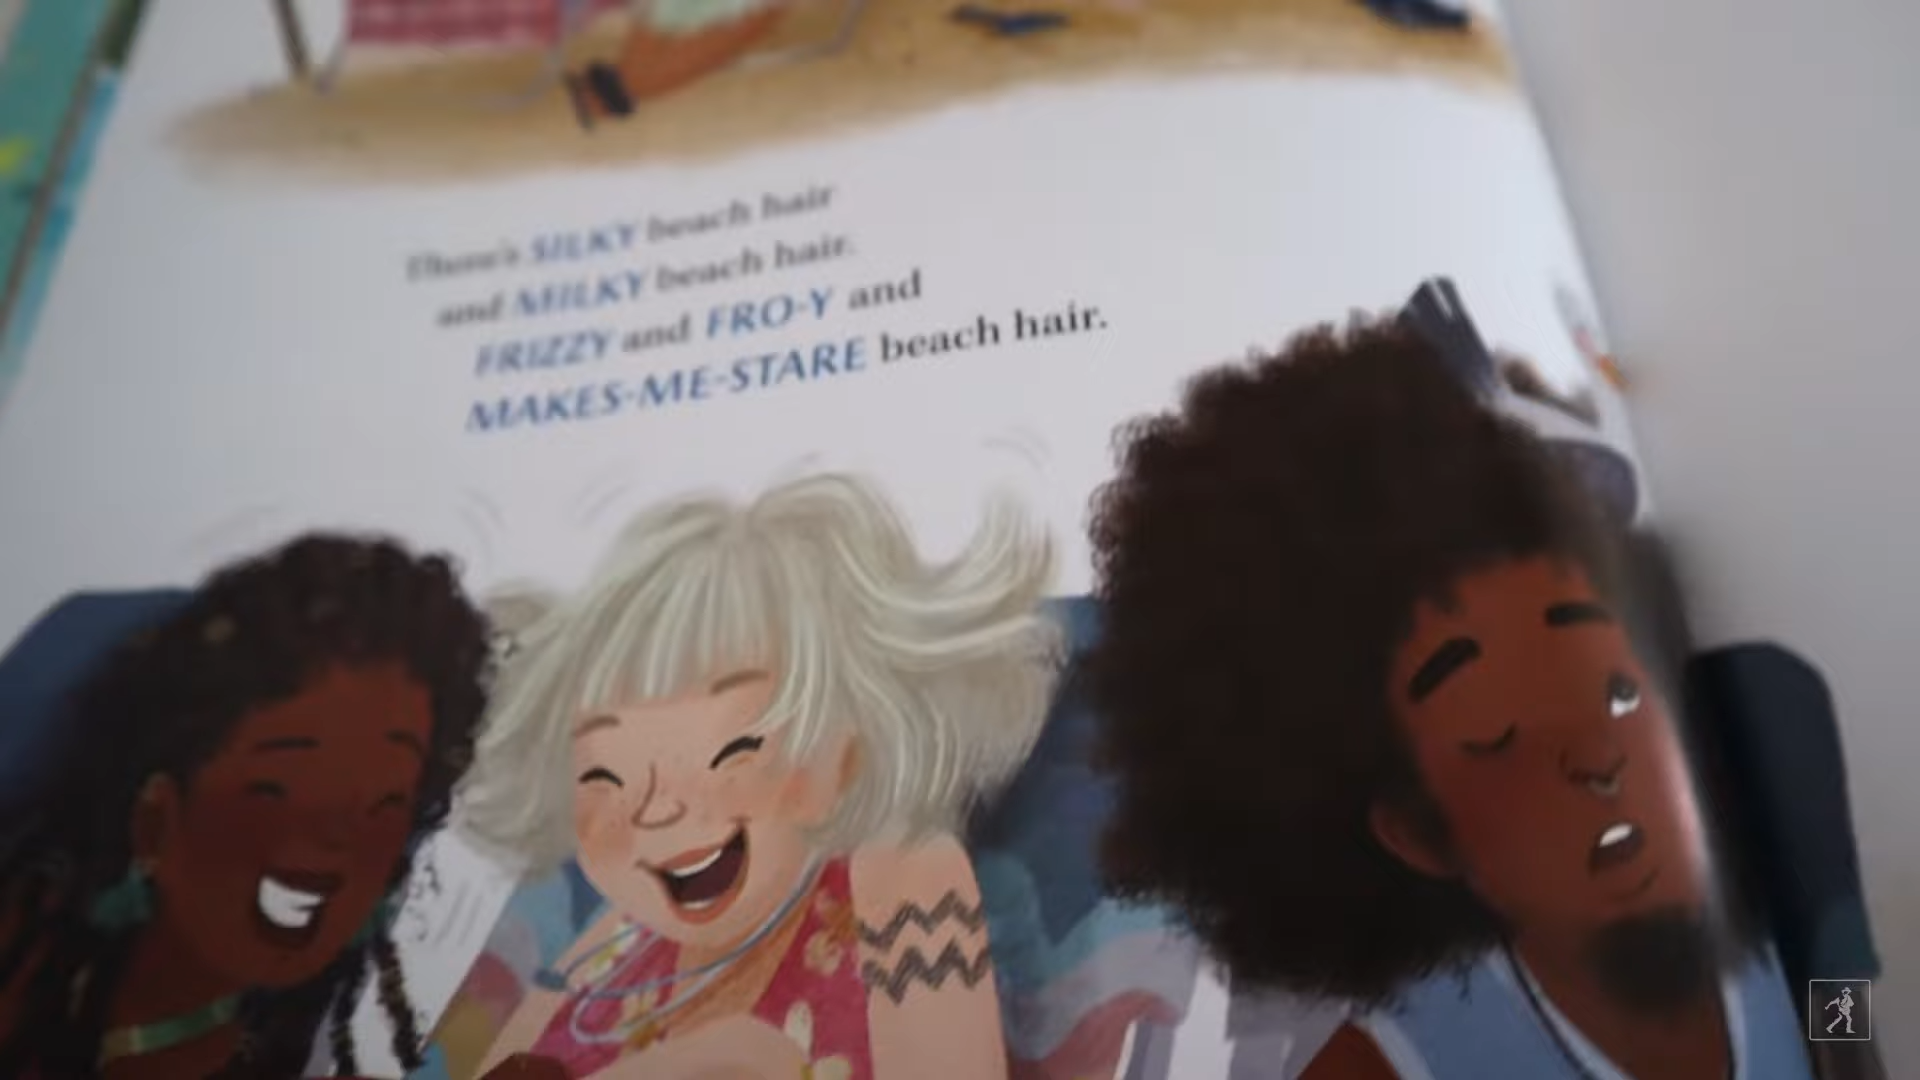 There's SILKY beach hair
and MILKY beach hair.
FRIZZY and FRO-Y and
MAKES-ME-STARE beach hair.